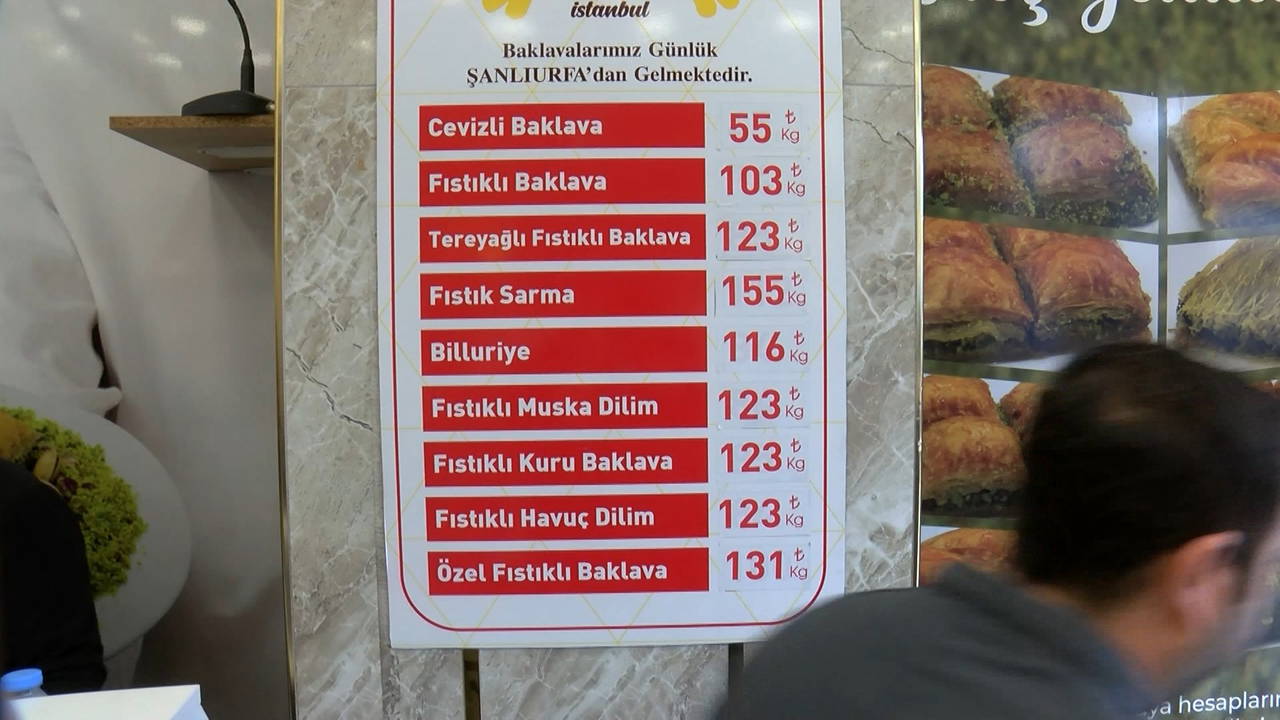 istanbul
Baklavalarımız Günlük
ŞANLIURFA'dan Gelmektedir.
Cevizli Baklava 55 ₺ Kg
Fıstıklı Baklava 103 ₺ Kg
Tereyağlı Fıstıklı Baklava 123 ₺ Kg
Fıstık Sarma 155 ₺ Kg
Billuriye 116 ₺ Kg
Fıstıklı Muska Dilim 123 ₺ Kg
Fıstıklı Kuru Baklava 123 ₺ Kg
Fıstıklı Havuç Dilim 123 ₺ Kg
Özel Fıstıklı Baklava 131 ₺ Kg